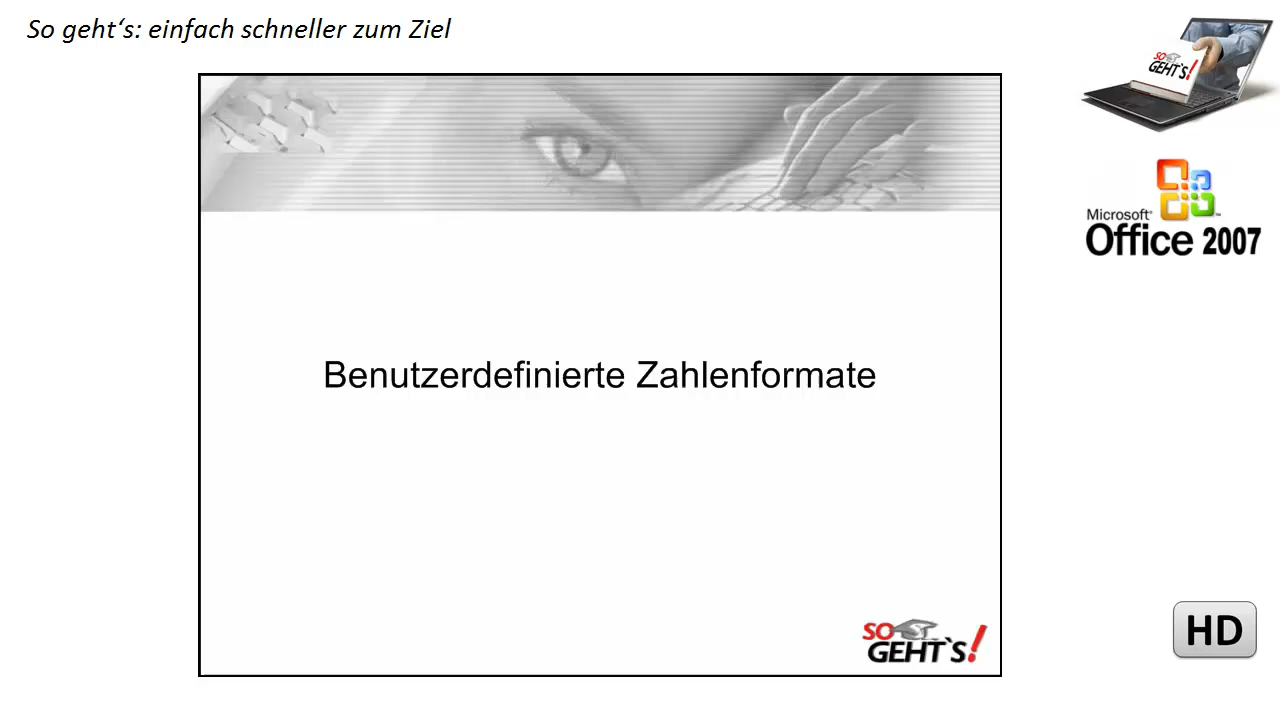 So geht‘s: einfach schneller zum Ziel
SO
GEHT`S!
Microsoft®
Office 2007
Benutzerdefinierte Zahlenformate
SO
GEHT`S!
HD